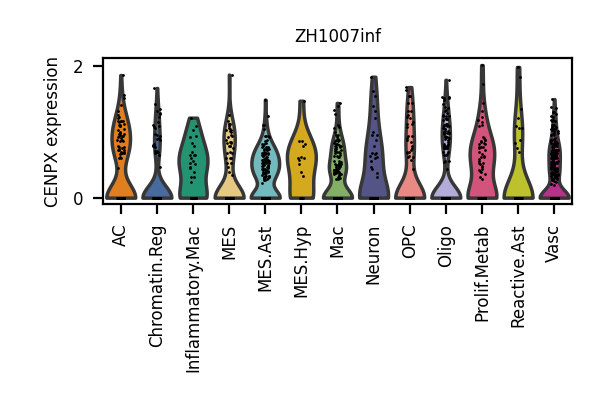 ZH1007inf
CENPX expression
2
0
AC
Chromatin.Reg
Inflammatory.Mac
MES
MES.Ast
MES.Hyp
Mac
Neuron
OPC
Oligo
Prolif.Metab
Reactive.Ast
Vasc